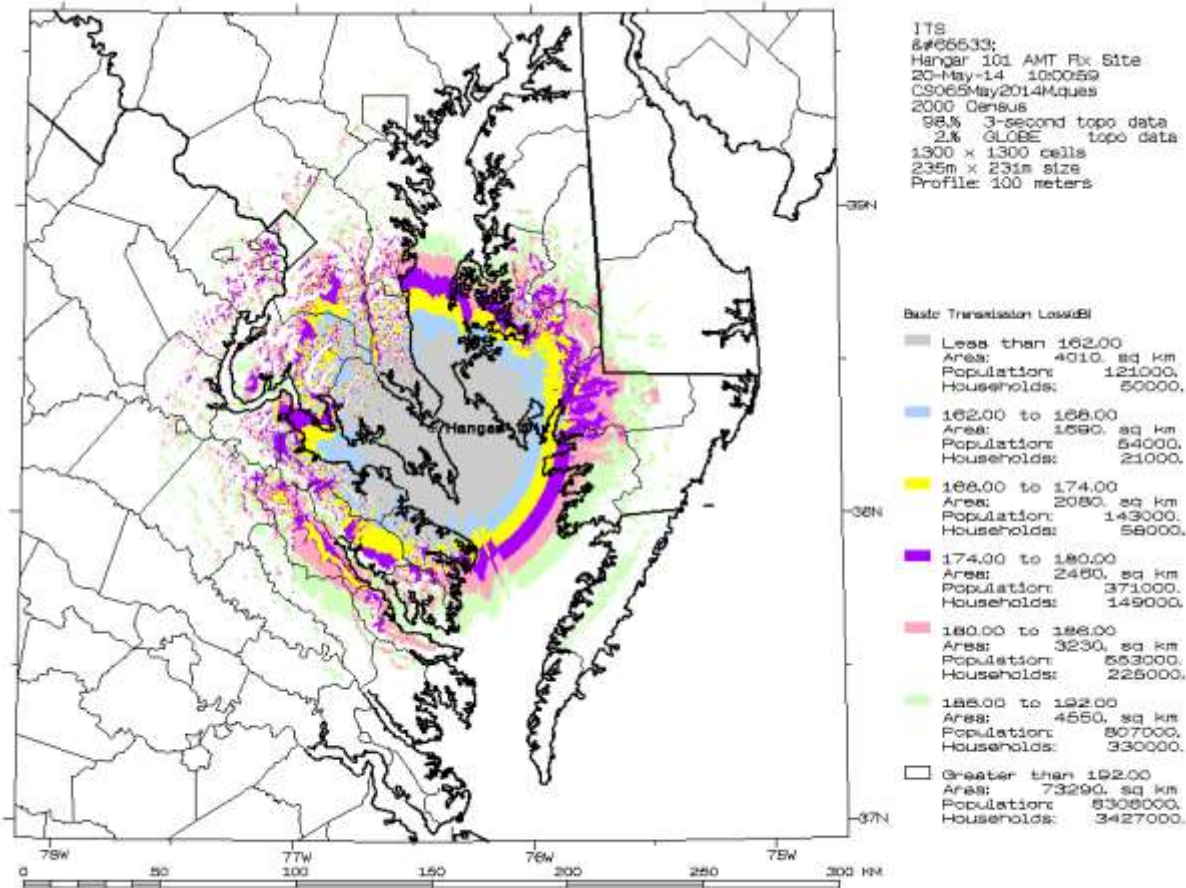 ITS
&#65533;
Hangar 101 AMT Rx Site
20-May-14 10:00:59
CS065May2014M.ques
2000 Census
98.% 3-second topo data
2.% GLOBE topo data
1300 x 1300 cells
235m x 231m size
Profile: 100 meters
39N
Basic Transmission Loss(dB)
Less than 162.00
Area: 4010. sq km
Population: 121000.
Households: 50000.
162.00 to 168.00
Area: 1690. sq km
Population: 54000.
Households: 21000.
Hangar
168.00 to 174.00
Area: 2080. sq km
Population: 143000.
Households: 58000.
38N
174.00 to 180.00
Area: 2460. sq km
Population: 371000.
Households: 149000.
180.00 to 186.00
Area: 3230. sq km
Population: 553000.
Households: 225000.
186.00 to 192.00
Area: 4550. sq km
Population: 807000.
Households: 330000.
Greater than 192.00
Area: 73290. sq km
Population: 8308000.
Households: 3427000.
37N
78W 77W 76W 75W
0 50 100 150 200 250 300 KM